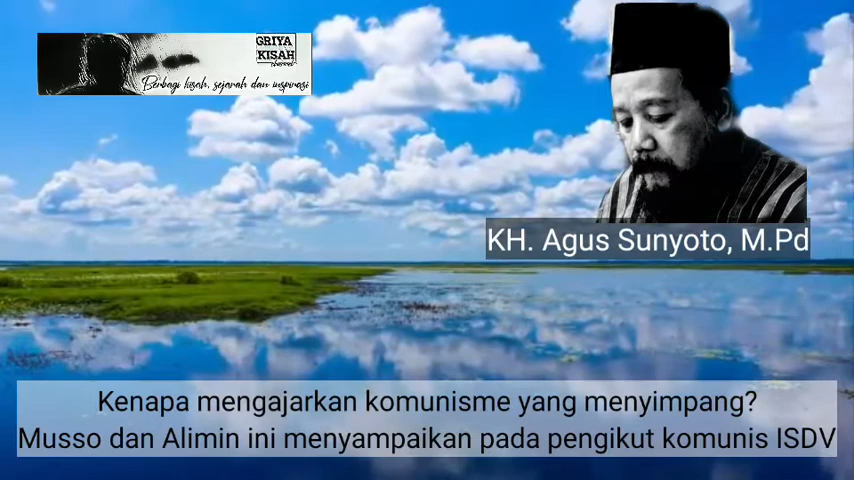 GRIYA
KISAH
channel
Berbagi kisah, sejarah dan inspirasi
KH. Agus Sunyoto, M.Pd
Kenapa mengajarkan komunisme yang menyimpang?
Musso dan Alimin ini menyampaikan pada pengikut komunis ISDV